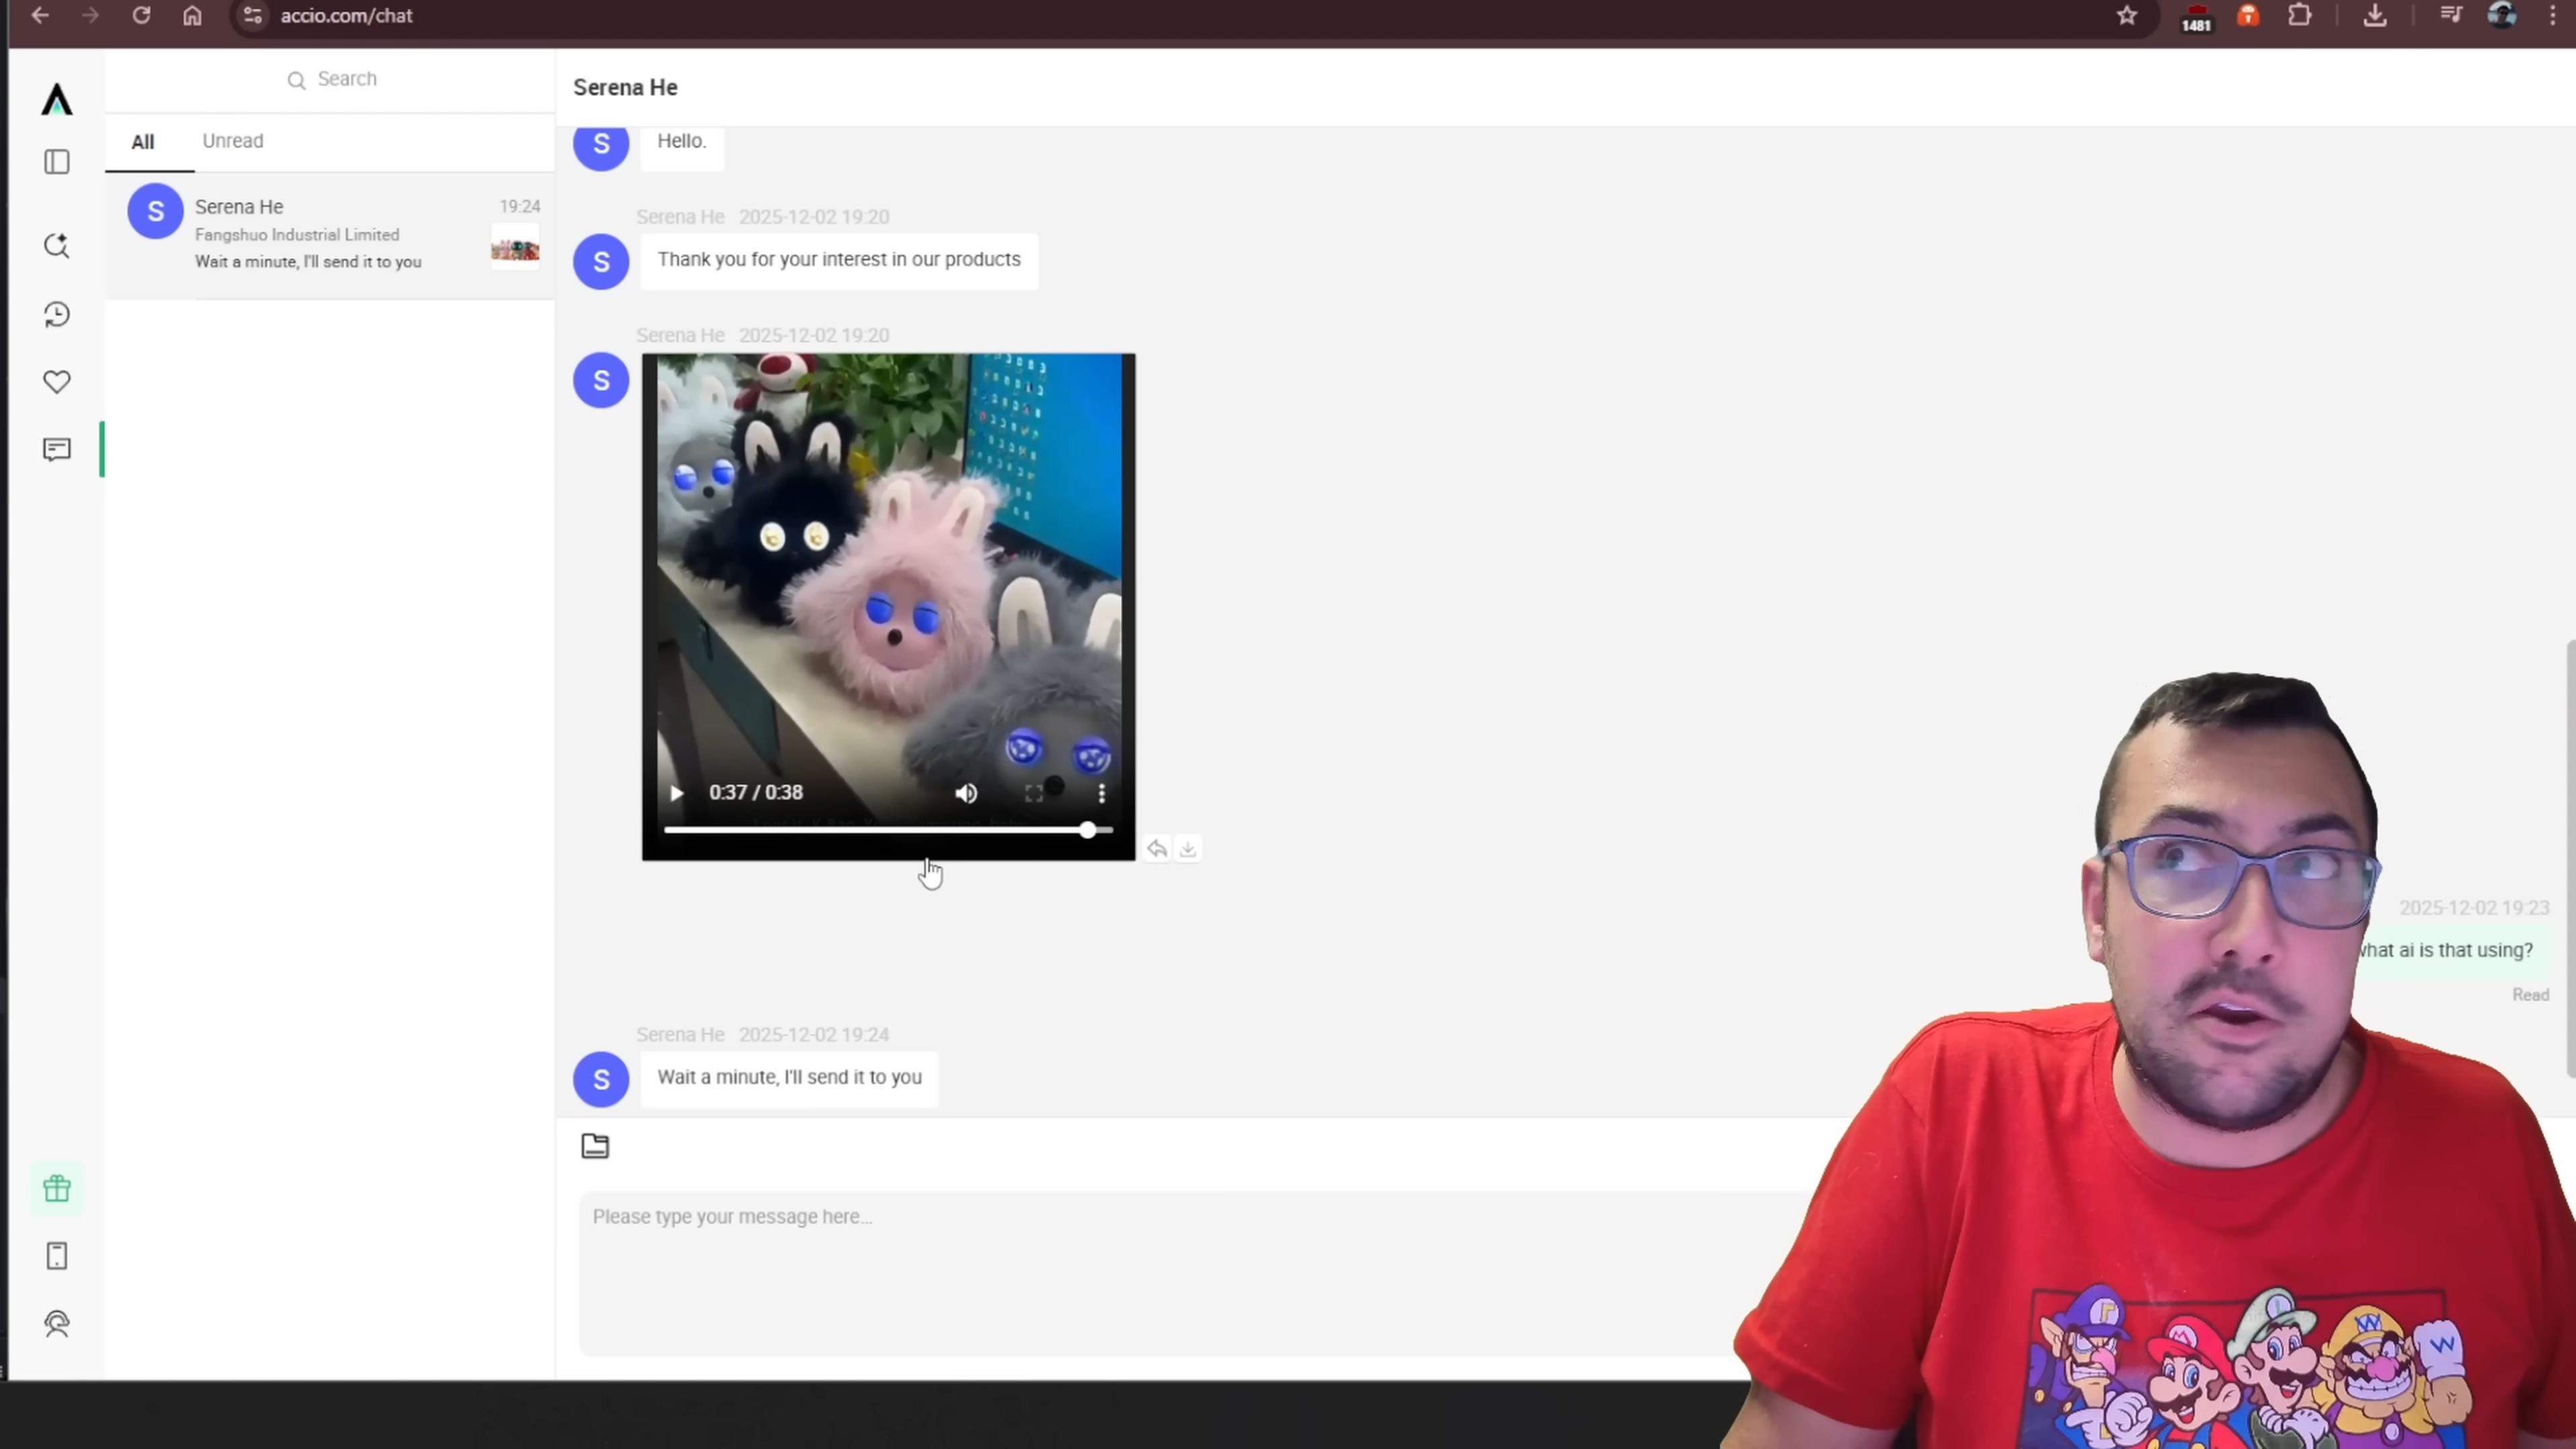 accio.com/chat
1481
Search
All
Unread
Serena He
19:24
Fangshuo Industrial Limited
Wait a minute, I'll send it to you
Serena He
S
S
Hello.
Serena He 2025-12-02 19:20
S
Thank you for your interest in our products
Serena He 2025-12-02 19:20
S
0:37 / 0:38
2025-12-02 19:23
what ai is that using?
Read
Serena He 2025-12-02 19:24
S
Wait a minute, I'll send it to you
Please type your message here...